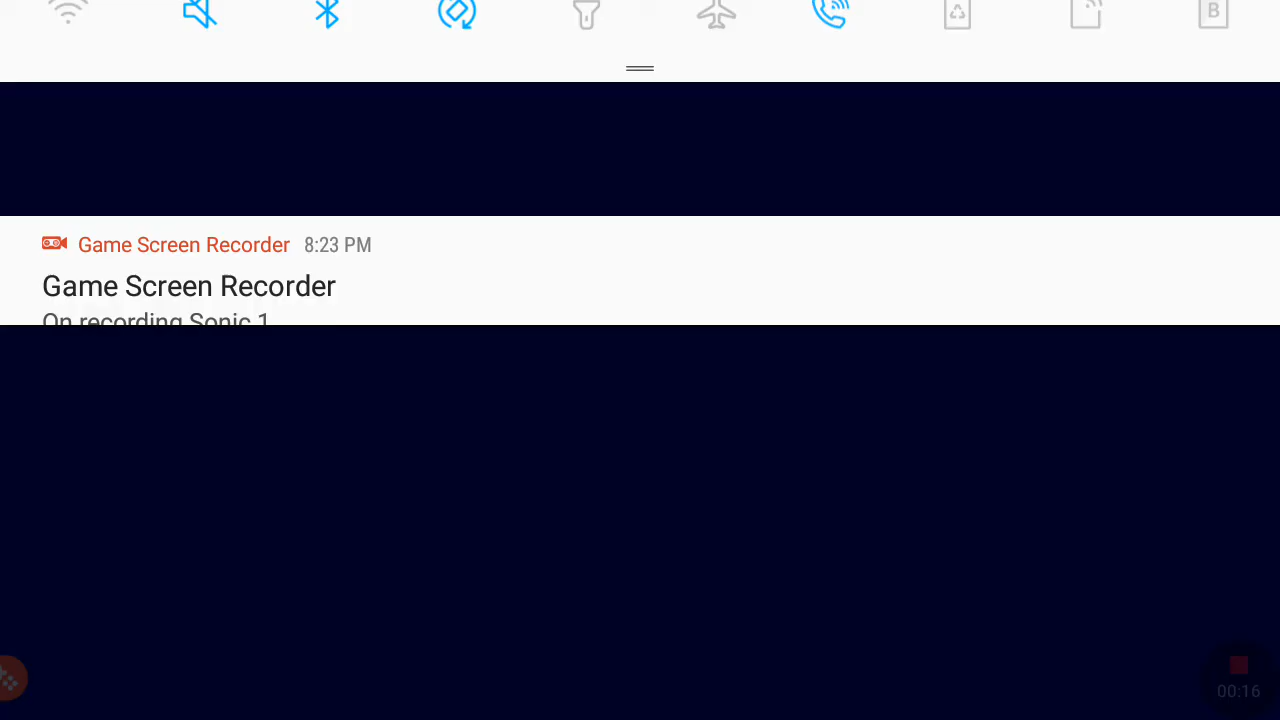 B
Game Screen Recorder 8:23 PM
Game Screen Recorder
On recording Sonic 1
00:16